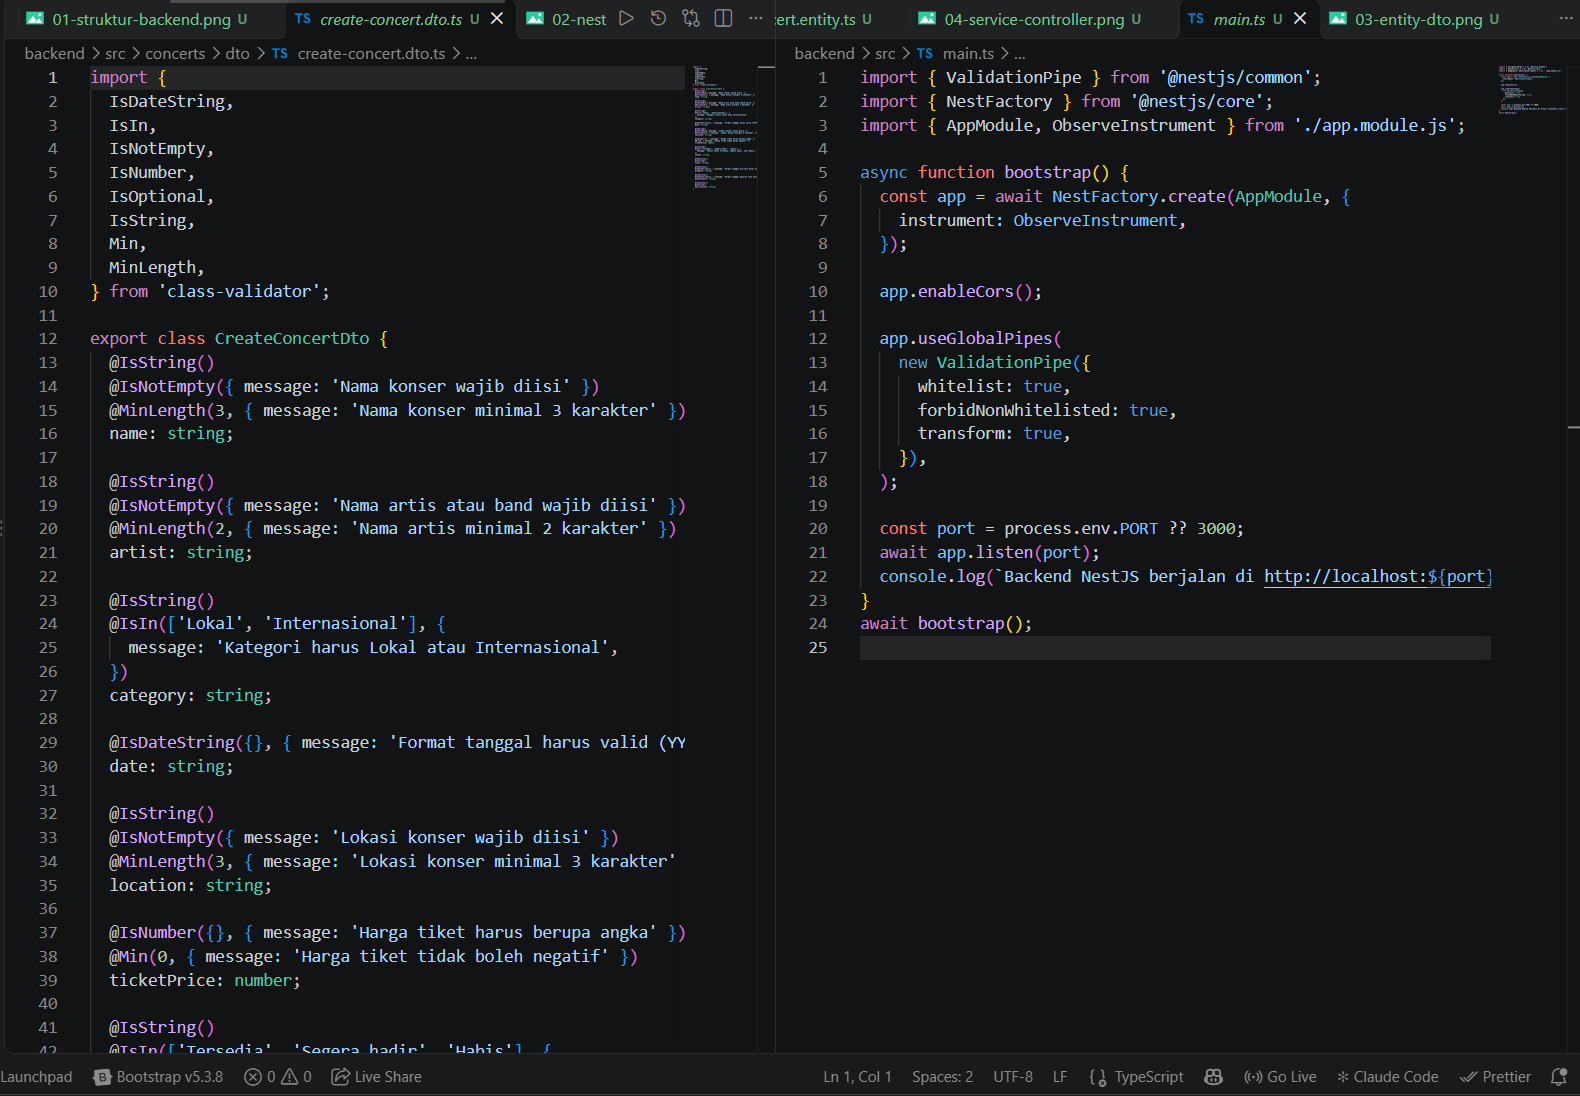 01-struktur-backend.png U
TS create-concert.dto.ts U
02-nest
backend > src > concerts > dto > TS create-concert.dto.ts > ...
1 import {
2 IsDateString,
3 IsIn,
4 IsNotEmpty,
5 IsNumber,
6 IsOptional,
7 IsString,
8 Min,
9 MinLength,
10 } from 'class-validator';
11
12 export class CreateConcertDto {
13 @IsString()
14 @IsNotEmpty({ message: 'Nama konser wajib diisi' })
15 @MinLength(3, { message: 'Nama konser minimal 3 karakter' })
16 name: string;
17
18 @IsString()
19 @IsNotEmpty({ message: 'Nama artis atau band wajib diisi' })
20 @MinLength(2, { message: 'Nama artis minimal 2 karakter' })
21 artist: string;
22
23 @IsString()
24 @IsIn(['Lokal', 'Internasional'], {
25 message: 'Kategori harus Lokal atau Internasional',
26 })
27 category: string;
28
29 @IsDateString({}, { message: 'Format tanggal harus valid (YY
30 date: string;
31
32 @IsString()
33 @IsNotEmpty({ message: 'Lokasi konser wajib diisi' })
34 @MinLength(3, { message: 'Lokasi konser minimal 3 karakter'
35 location: string;
36
37 @IsNumber({}, { message: 'Harga tiket harus berupa angka' })
38 @Min(0, { message: 'Harga tiket tidak boleh negatif' })
39 ticketPrice: number;
40
41 @IsString()
42 @IsIn(['Tersedia', 'Segera hadir', 'Habis'], {
cert.entity.ts U
04-service-controller.png U
TS main.ts U
03-entity-dto.png U
backend > src > TS main.ts > ...
1 import { ValidationPipe } from '@nestjs/common';
2 import { NestFactory } from '@nestjs/core';
3 import { AppModule, ObserveInstrument } from './app.module.js';
4
5 async function bootstrap() {
6 const app = await NestFactory.create(AppModule, {
7 instrument: ObserveInstrument,
8 });
9
10 app.enableCors();
11
12 app.useGlobalPipes(
13 new ValidationPipe({
14 whitelist: true,
15 forbidNonWhitelisted: true,
16 transform: true,
17 }),
18 );
19
20 const port = process.env.PORT ?? 3000;
21 await app.listen(port);
22 console.log(`Backend NestJS berjalan di http://localhost:${port}
23 }
24 await bootstrap();
25
Launchpad
Bootstrap v5.3.8
0 0
Live Share
Ln 1, Col 1
Spaces: 2
UTF-8
LF
{} TypeScript
Go Live
Claude Code
Prettier